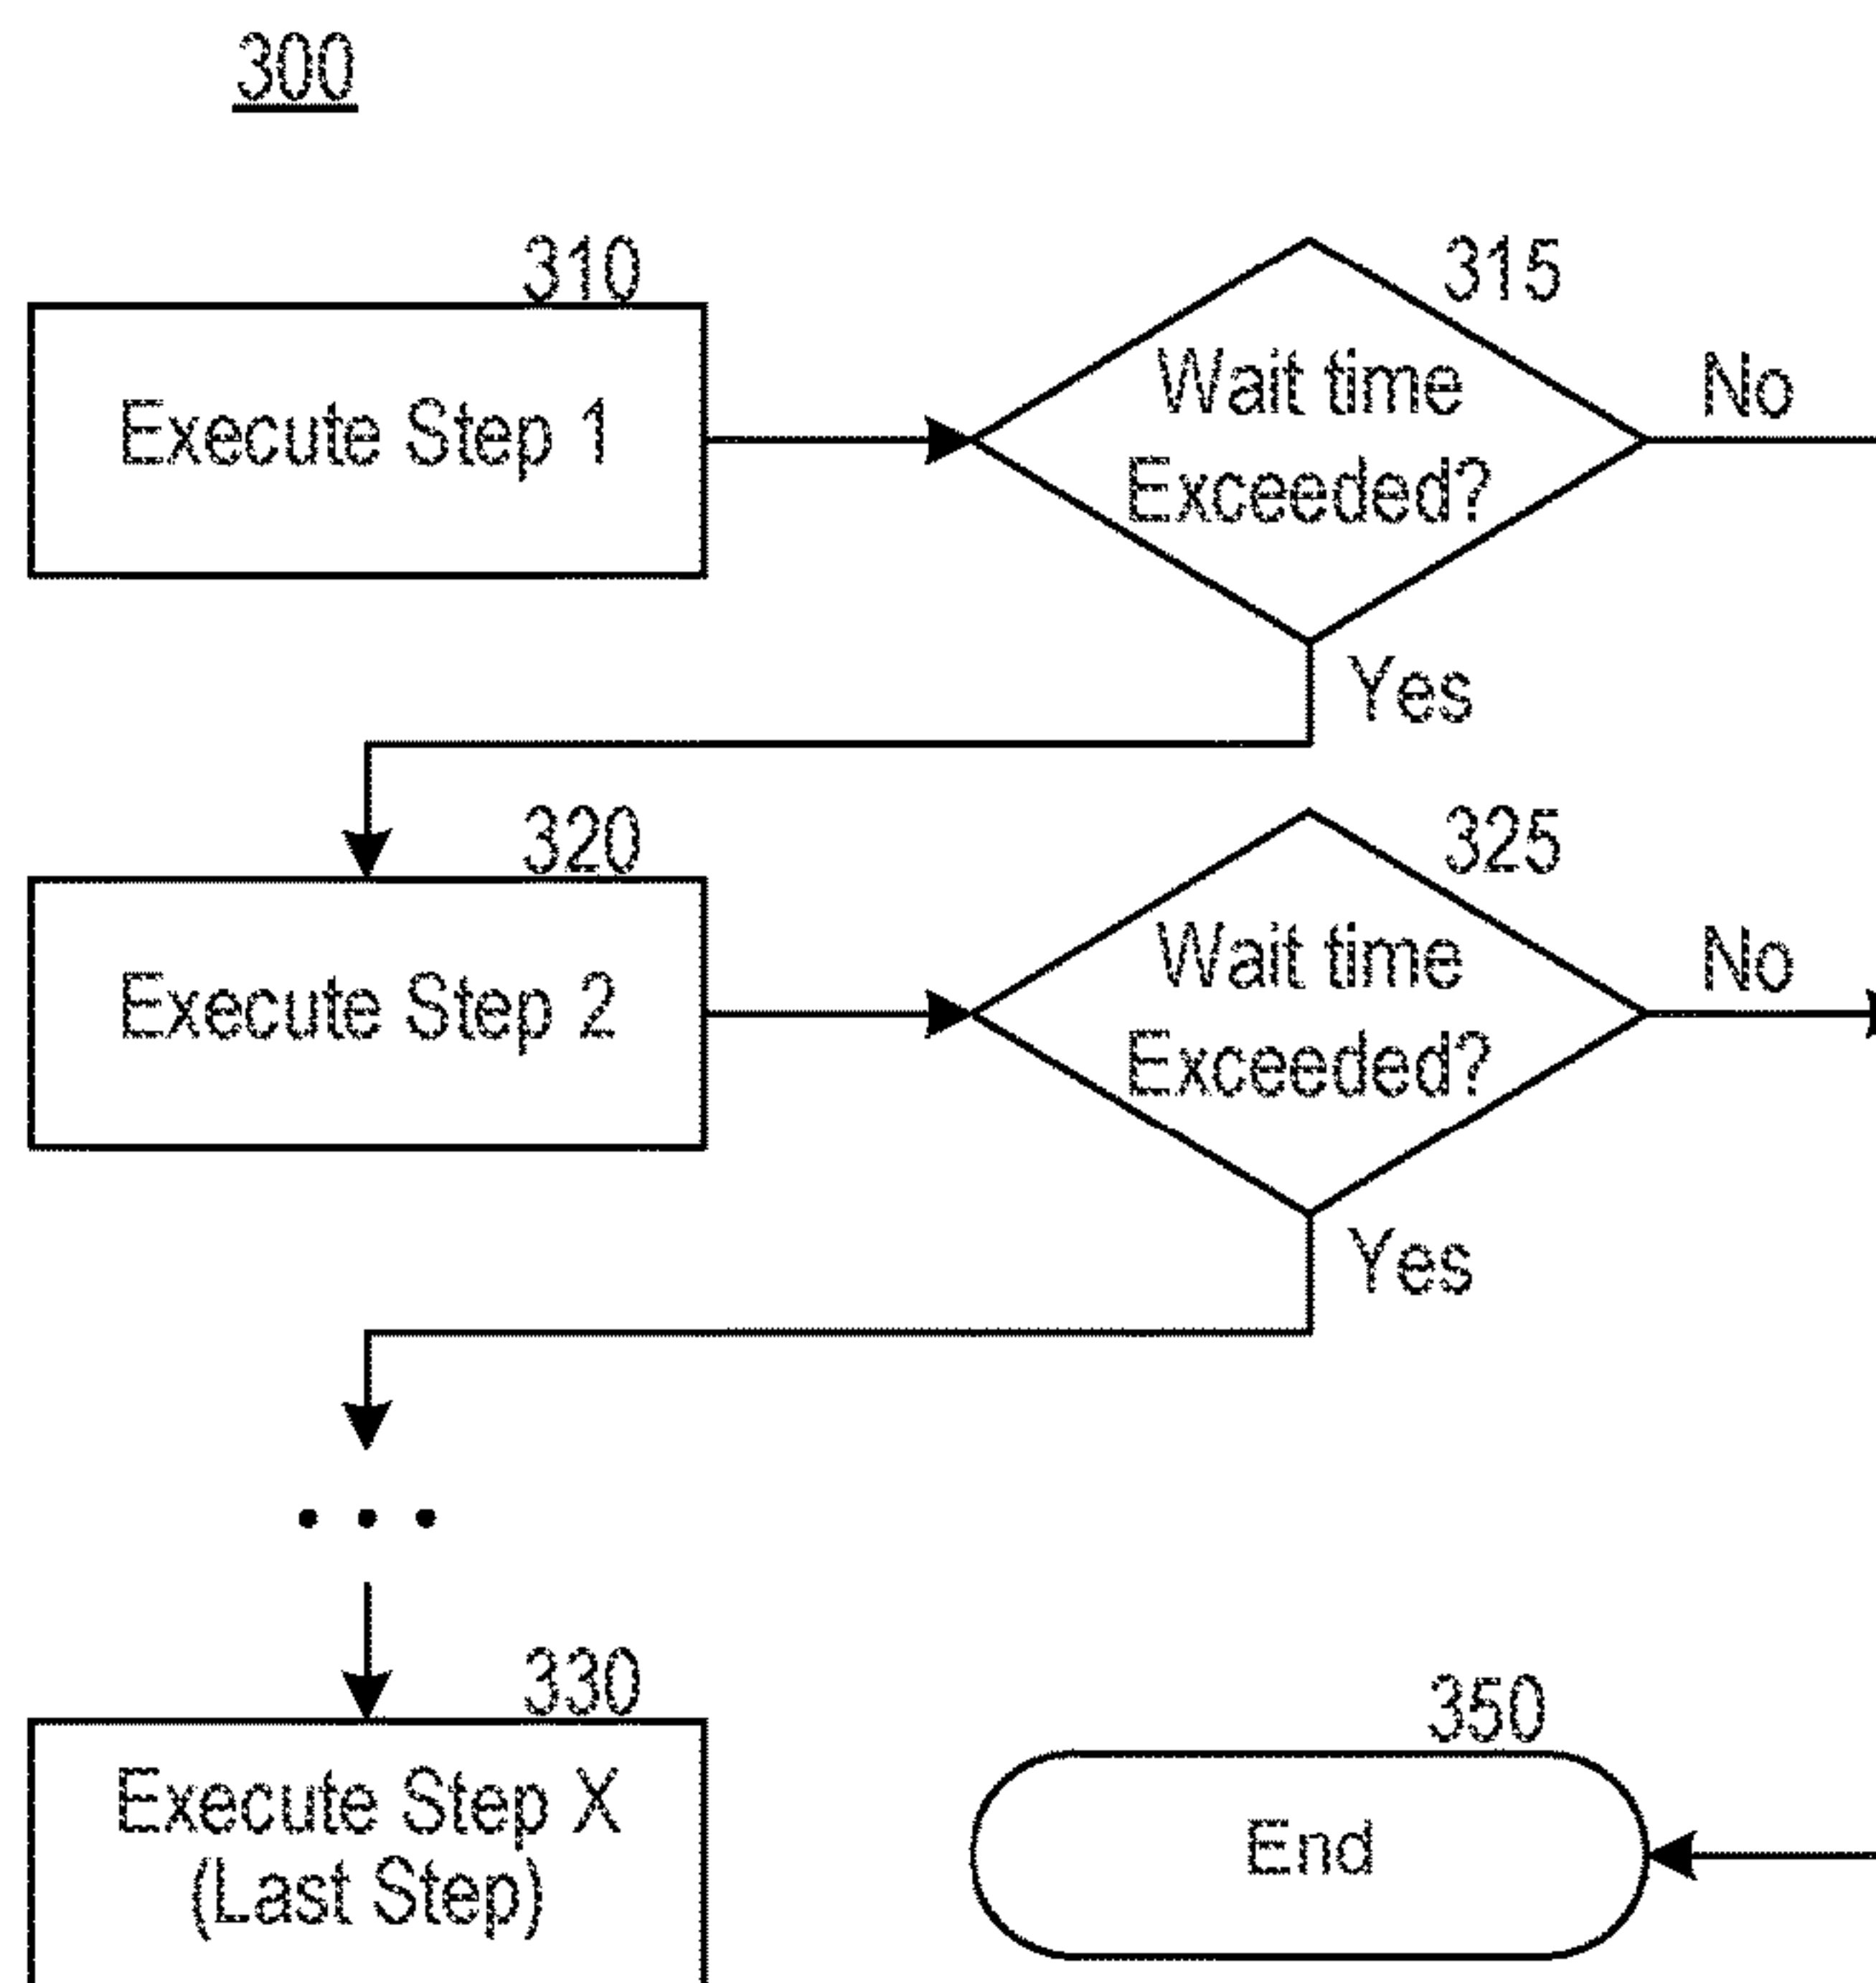 300
310
Execute Step 1
315
Wait time
Exceeded?
No
Yes
320
Execute Step 2
325
Wait time
Exceeded?
No
Yes
. . .
330
Execute Step X
(Last Step)
350
End